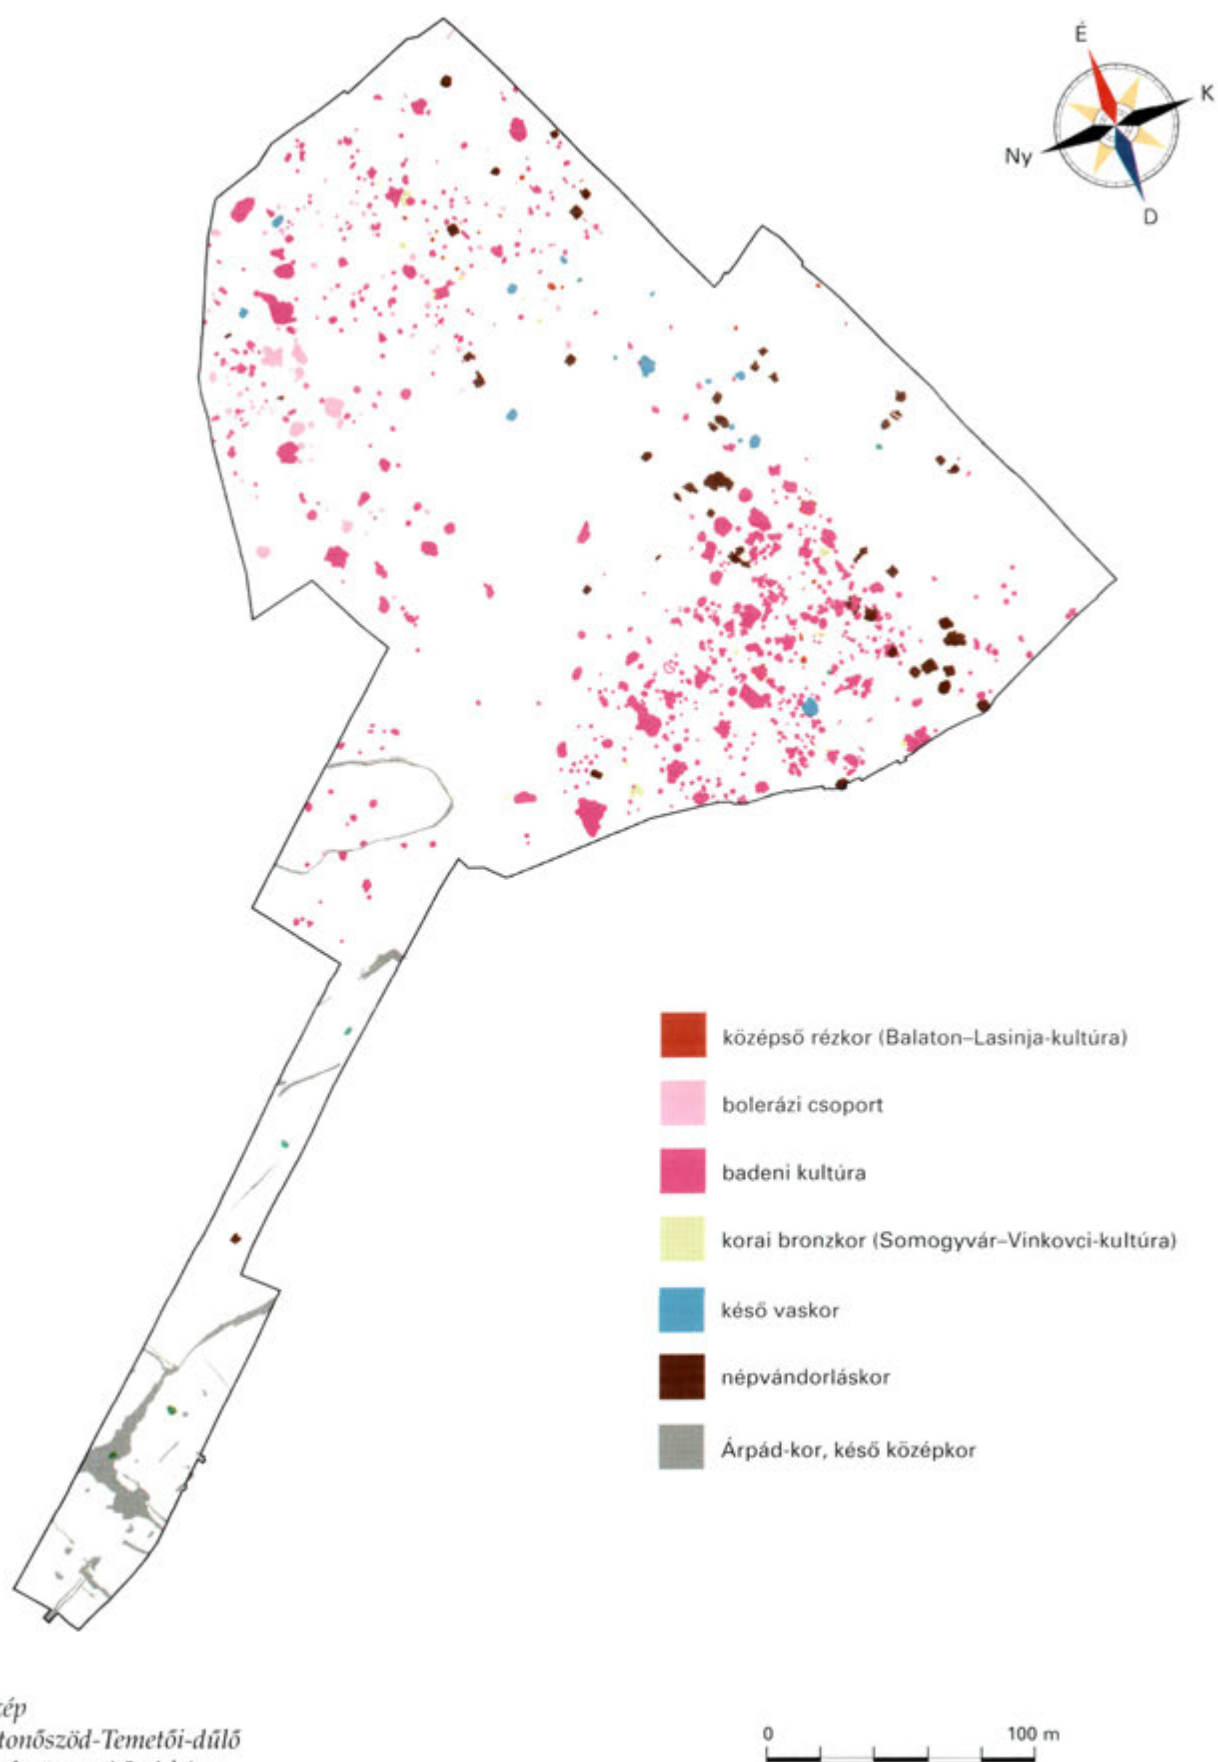 É
K
Ny
D
középső rézkor (Balaton–Lasinja-kultúra)
bolerázi csoport
badeni kultúra
korai bronzkor (Somogyvár–Vinkovci-kultúra)
késő vaskor
népvándorláskor
Árpád-kor, késő középkor
ép
tonőszöd-Temetői-dűlő
0 100 m